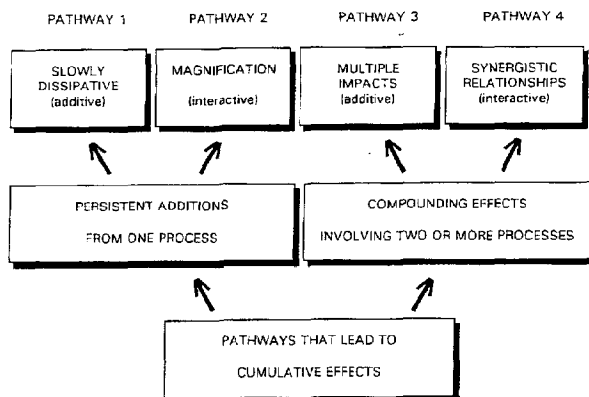 PATHWAY 1 PATHWAY 2 PATHWAY 3 PATHWAY 4
SLOWLY
DISSIPATIVE
(additive)
MAGNIFICATION
(interactive)
MULTIPLE
IMPACTS
(additive)
SYNERGISTIC
RELATIONSHIPS
(interactive)
PERSISTENT ADDITIONS
FROM ONE PROCESS
COMPOUNDING EFFECTS
INVOLVING TWO OR MORE PROCESSES
PATHWAYS THAT LEAD TO
CUMULATIVE EFFECTS